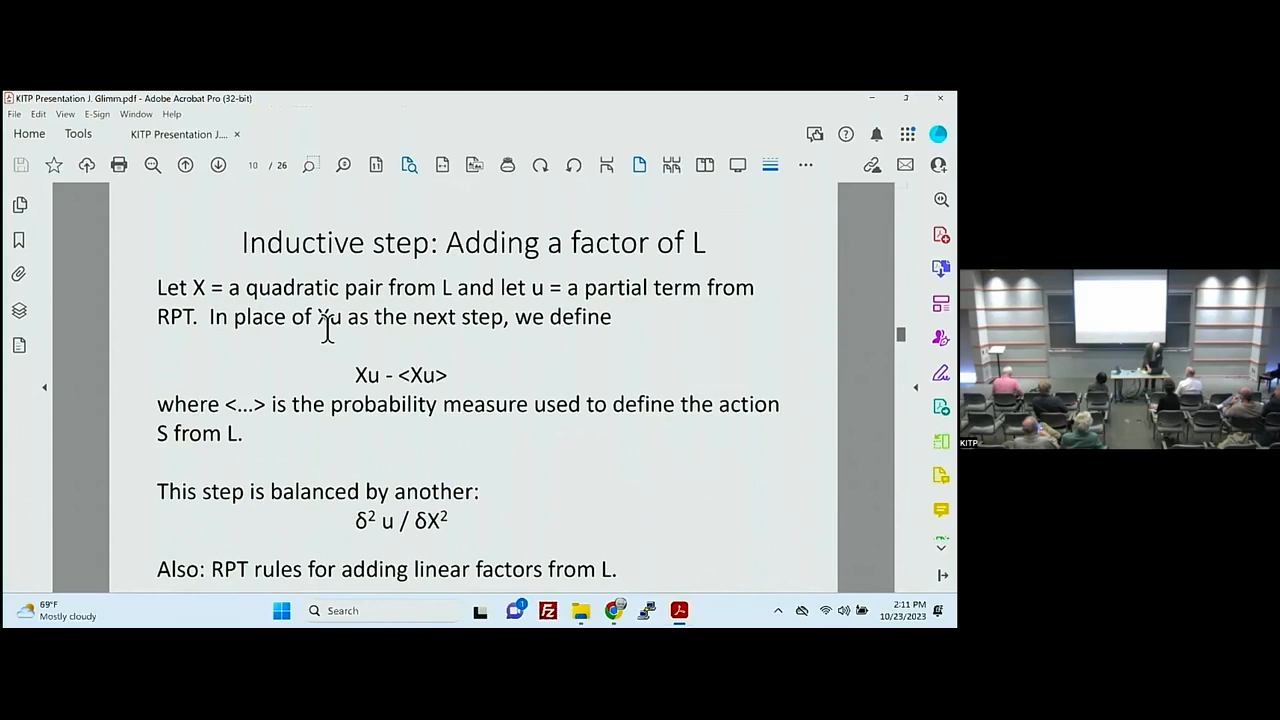 KITP Presentation J. Glimm.pdf - Adobe Acrobat Pro (32-bit)
File Edit View E-Sign Window Help
Home Tools KITP Presentation J.... ×
10 / 26
Inductive step: Adding a factor of L
Let X = a quadratic pair from L and let u = a partial term from
RPT. In place of Xu as the next step, we define
Xu - <Xu>
where <...> is the probability measure used to define the action
S from L.
This step is balanced by another:
δ² u / δX²
Also: RPT rules for adding linear factors from L.
69°F
Mostly cloudy
Search
1
2:11 PM
10/23/2023
KITP